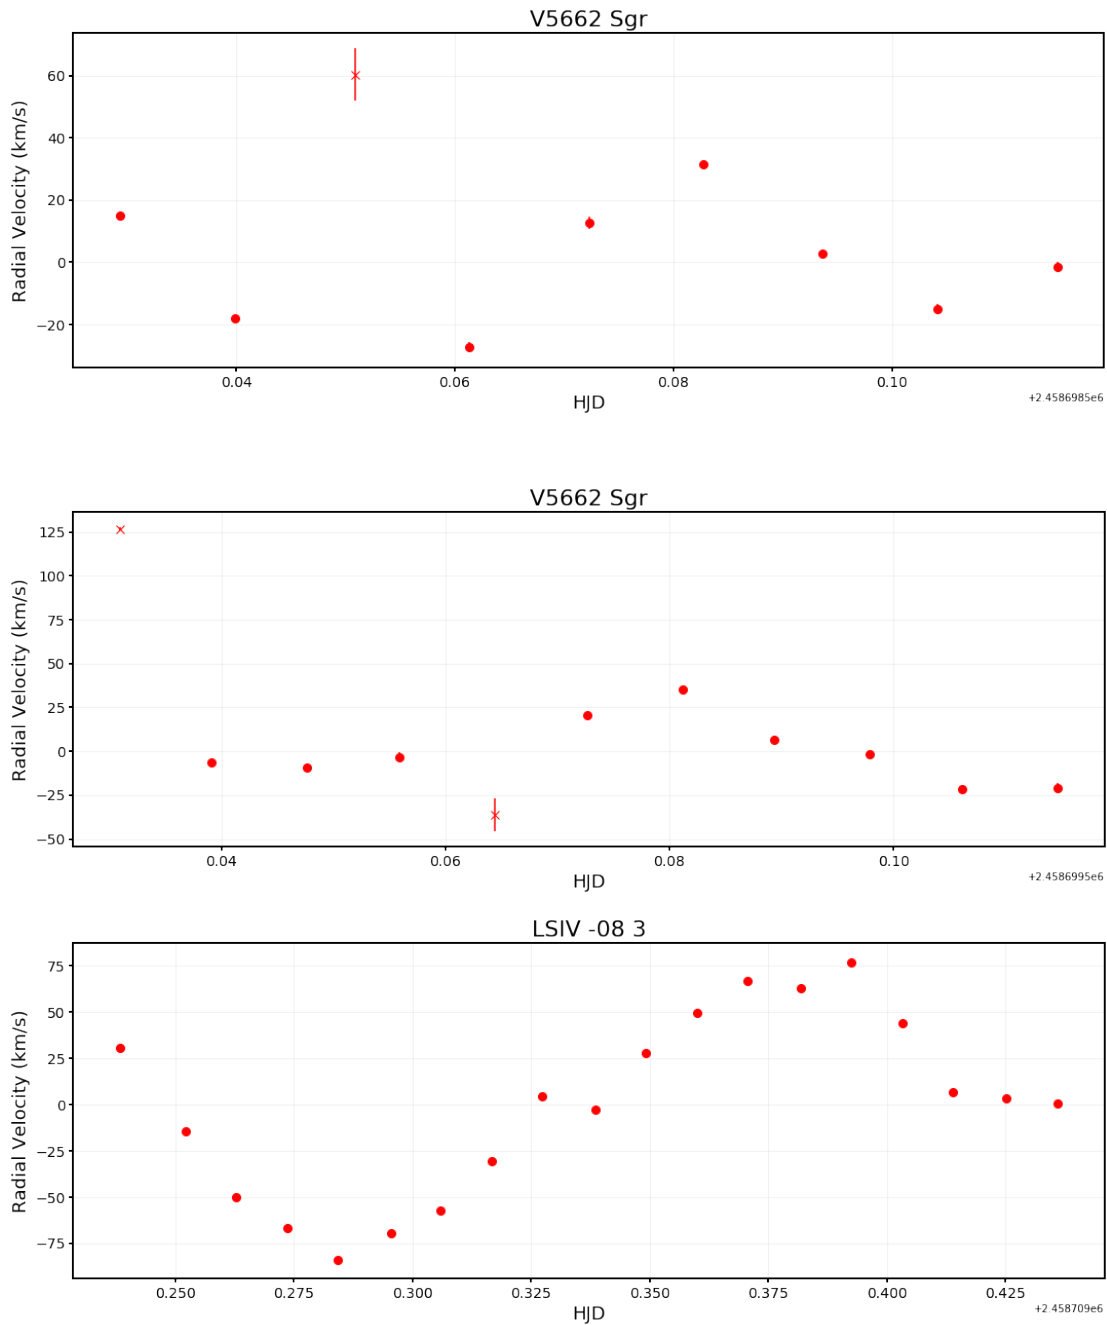 V5662 Sgr
Radial Velocity (km/s)
60
40
20
0
−20
0.04 0.06 0.08 0.10
HJD
+2.4586985e6
V5662 Sgr
Radial Velocity (km/s)
125
100
75
50
25
0
−25
−50
0.04 0.06 0.08 0.10
HJD
+2.4586995e6
LSIV -08 3
Radial Velocity (km/s)
75
50
25
0
−25
−50
−75
0.250 0.275 0.300 0.325 0.350 0.375 0.400 0.425
HJD
+2.458709e6